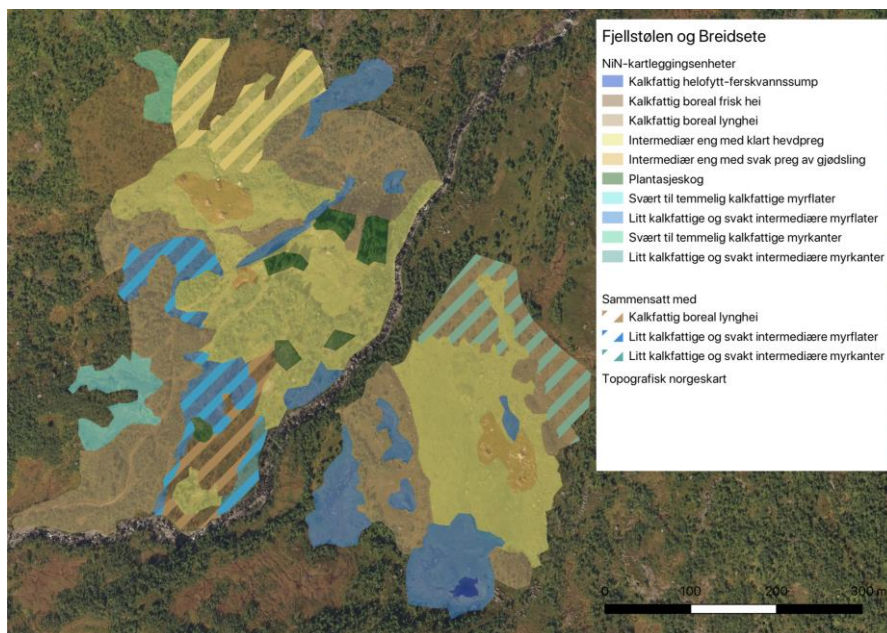 Fjellstølen og Breidsete
NiN-kartleggingsenheter
Kalkfattig helofytt-ferskvannssump
Kalkfattig boreal frisk hei
Kalkfattig boreal lynghei
Intermediær eng med klart hevdpreg
Intermediær eng med svak preg av gjødsling
Plantasjeskog
Svært til temmelig kalkfattige myrflater
Litt kalkfattige og svakt intermediære myrflater
Svært til temmelig kalkfattige myrkanter
Litt kalkfattige og svakt intermediære myrkanter
Sammensatt med
Kalkfattig boreal lynghei
Litt kalkfattige og svakt intermediære myrflater
Litt kalkfattige og svakt intermediære myrkanter
Topografisk norgeskart
0 100 200 300 m